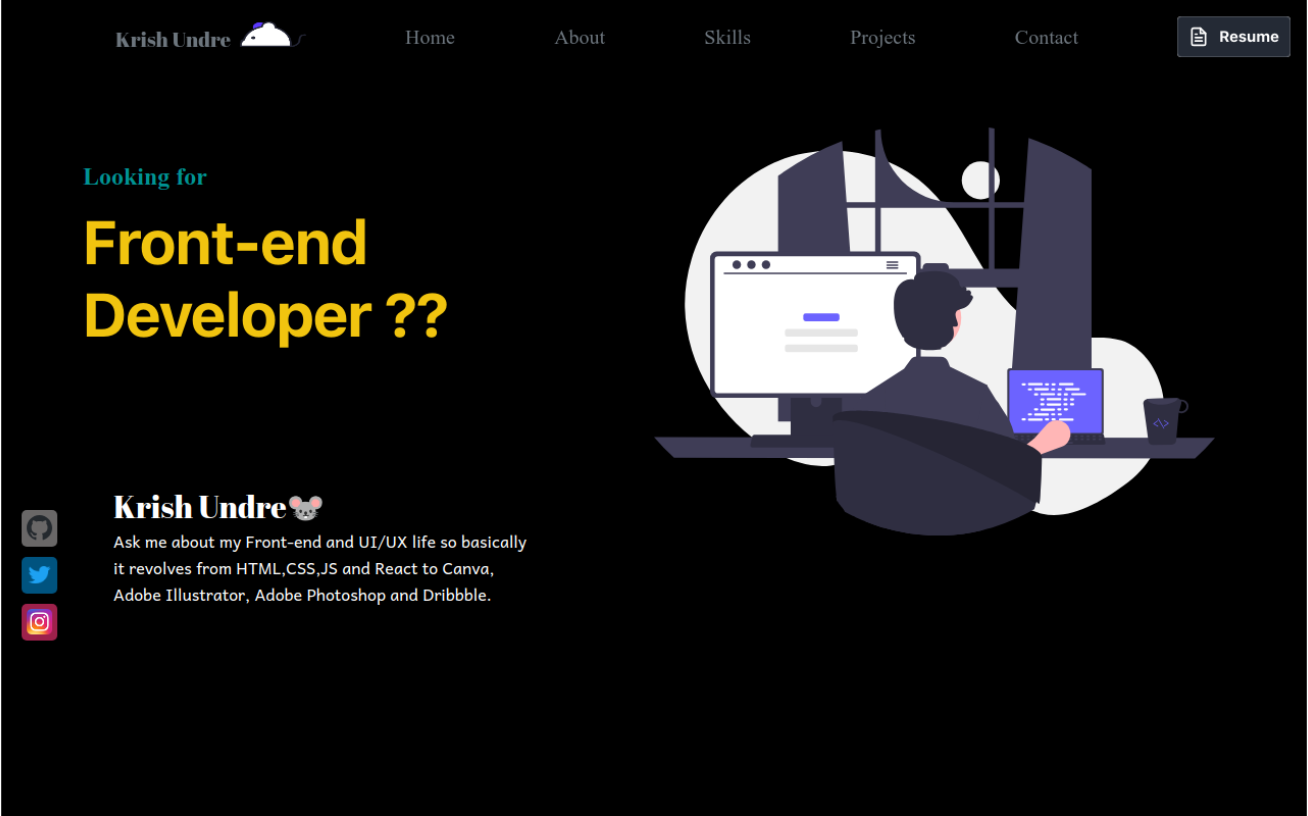 Krish Undre
Home
About
Skills
Projects
Contact
Resume
Looking for
Front-end
Developer ??
Krish Undre🐭
Ask me about my Front-end and UI/UX life so basically
it revolves from HTML,CSS,JS and React to Canva,
Adobe Illustrator, Adobe Photoshop and Dribbble.